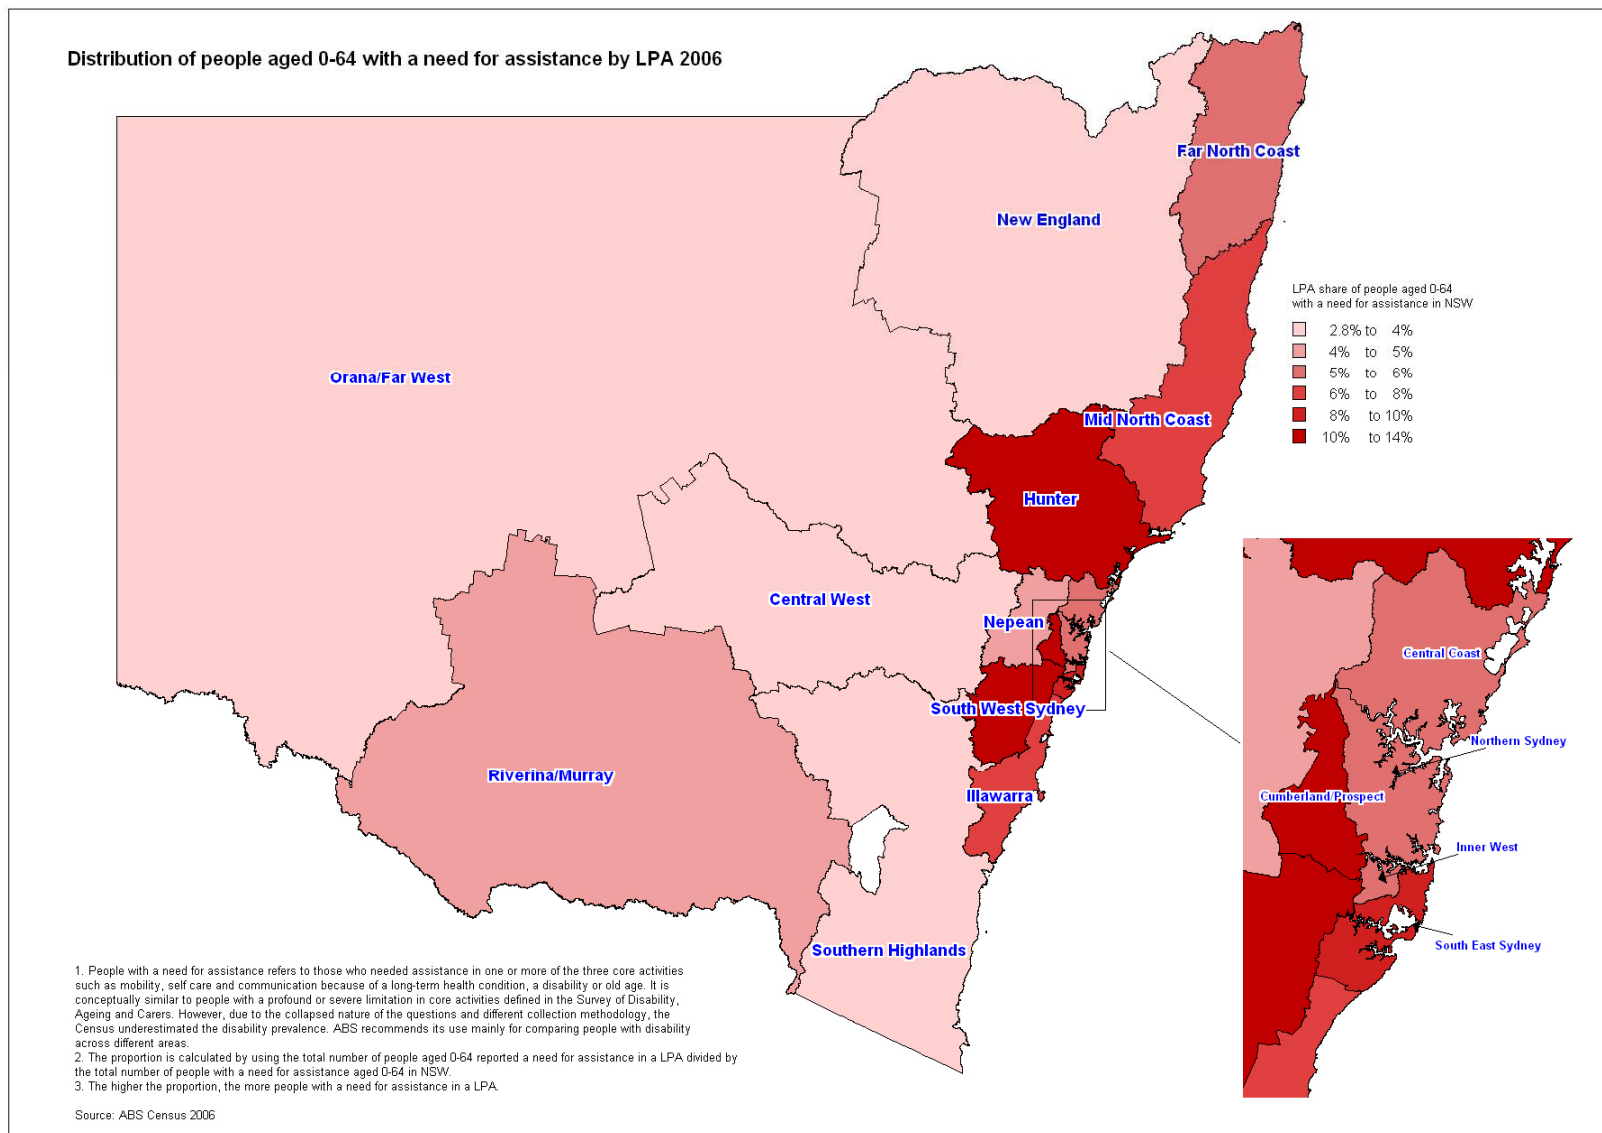 Distribution of people aged 0-64 with a need for assistance by LPA 2006
Far North Coast
New England
LPA share of people aged 0-64
with a need for assistance in NSW
2.8% to 4%
4% to 5%
5% to 6%
6% to 8%
8% to 10%
10% to 14%
Orana/Far West
Mid North Coast
Hunter
Central West
Nepean
Central Coast
South West Sydney
Northern Sydney
Riverina/Murray
Illawarra
Cumberland/Prospect
Inner West
South East Sydney
Southern Highlands
1. People with a need for assistance refers to those who needed assistance in one or more of the three core activities
such as mobility, self care and communication because of a long-term health condition, a disability or old age. It is
conceptually similar to people with a profound or severe limitation in core activities defined in the Survey of Disability,
Ageing and Carers. However, due to the collapsed nature of the questions and different collection methodology, the
Census underestimated the disability prevalence. ABS recommends its use mainly for comparing people with disability
across different areas.
2. The proportion is calculated by using the total number of people aged 0-64 reported a need for assistance in a LPA divided by
the total number of people with a need for assistance aged 0-64 in NSW.
3. The higher the proportion, the more people with a need for assistance in a LPA.
Source: ABS Census 2006